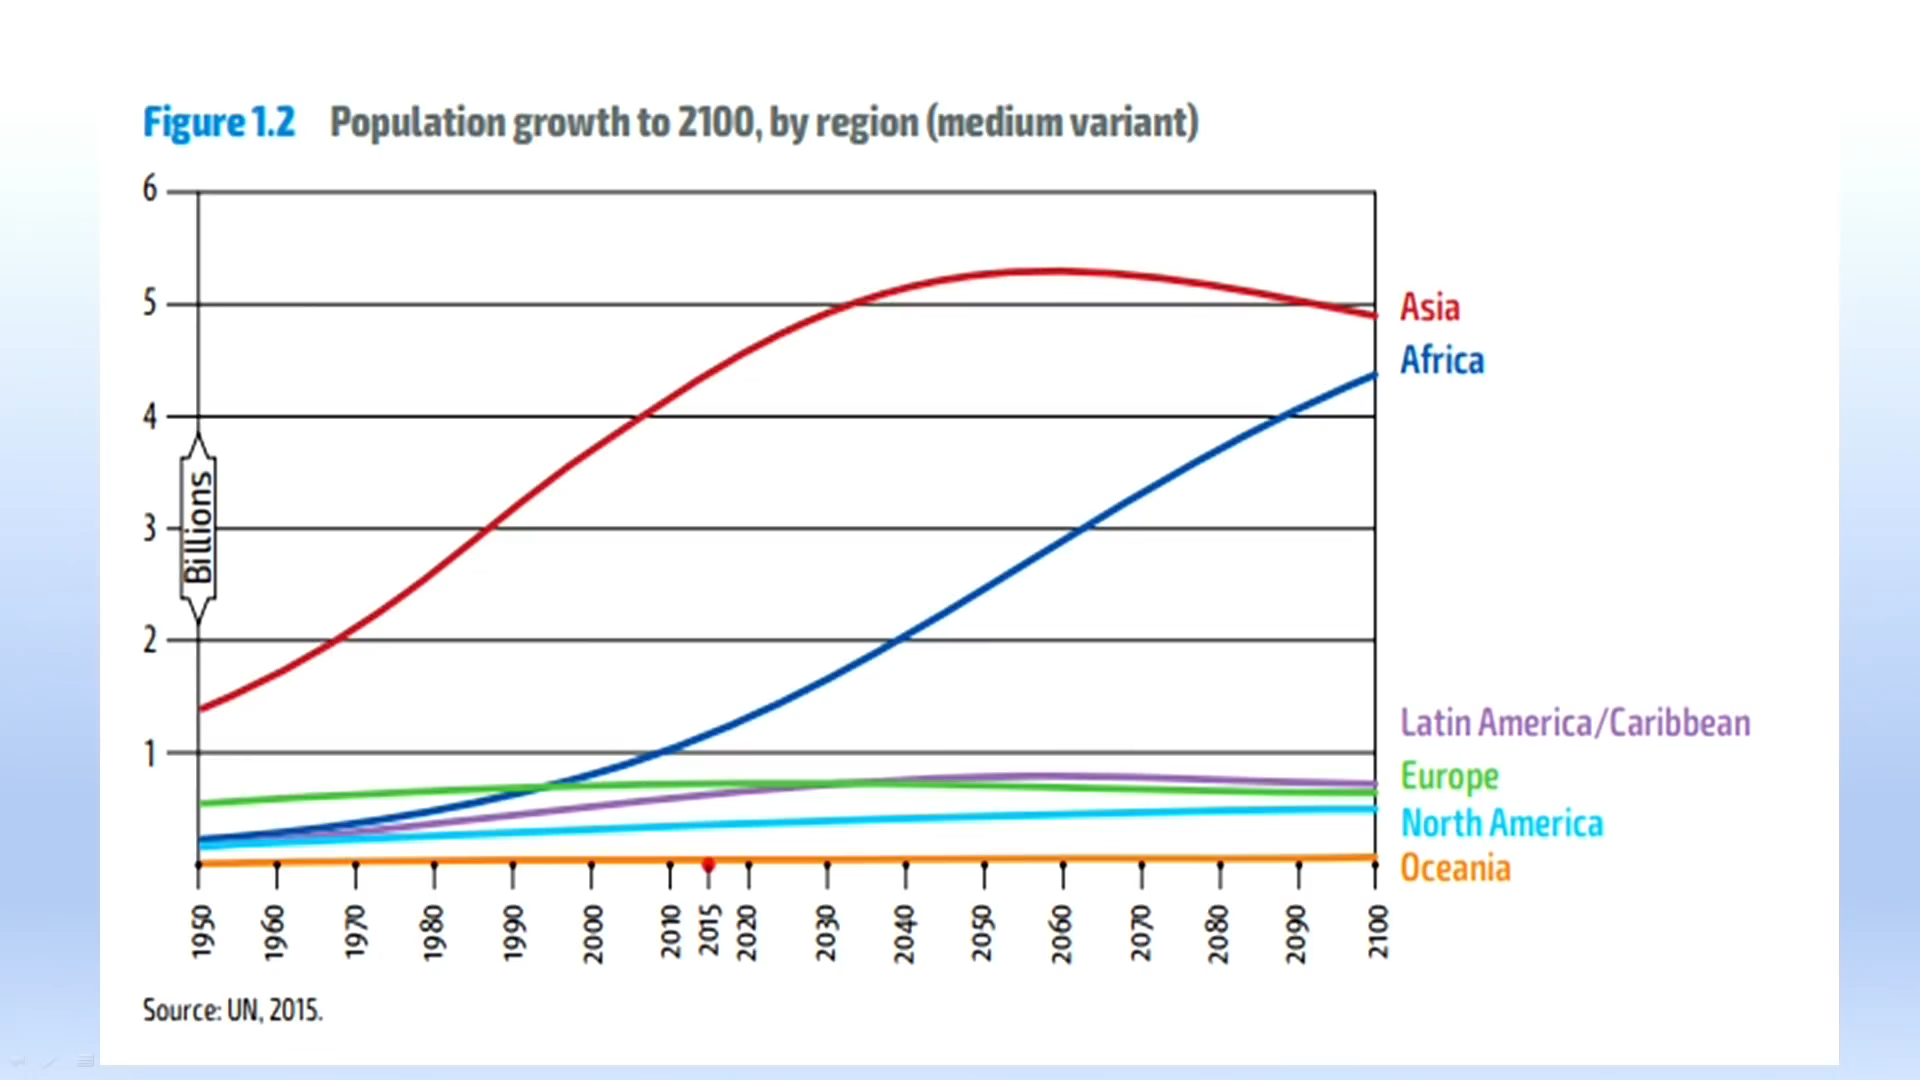 Figure 1.2 Population growth to 2100, by region (medium variant)
6
5
4
3
2
1
Billions
Asia
Africa
Latin America/Caribbean
Europe
North America
Oceania
1950 1960 1970 1980 1990 2000 2010 2015 2020 2030 2040 2050 2060 2070 2080 2090 2100
Source: UN, 2015.